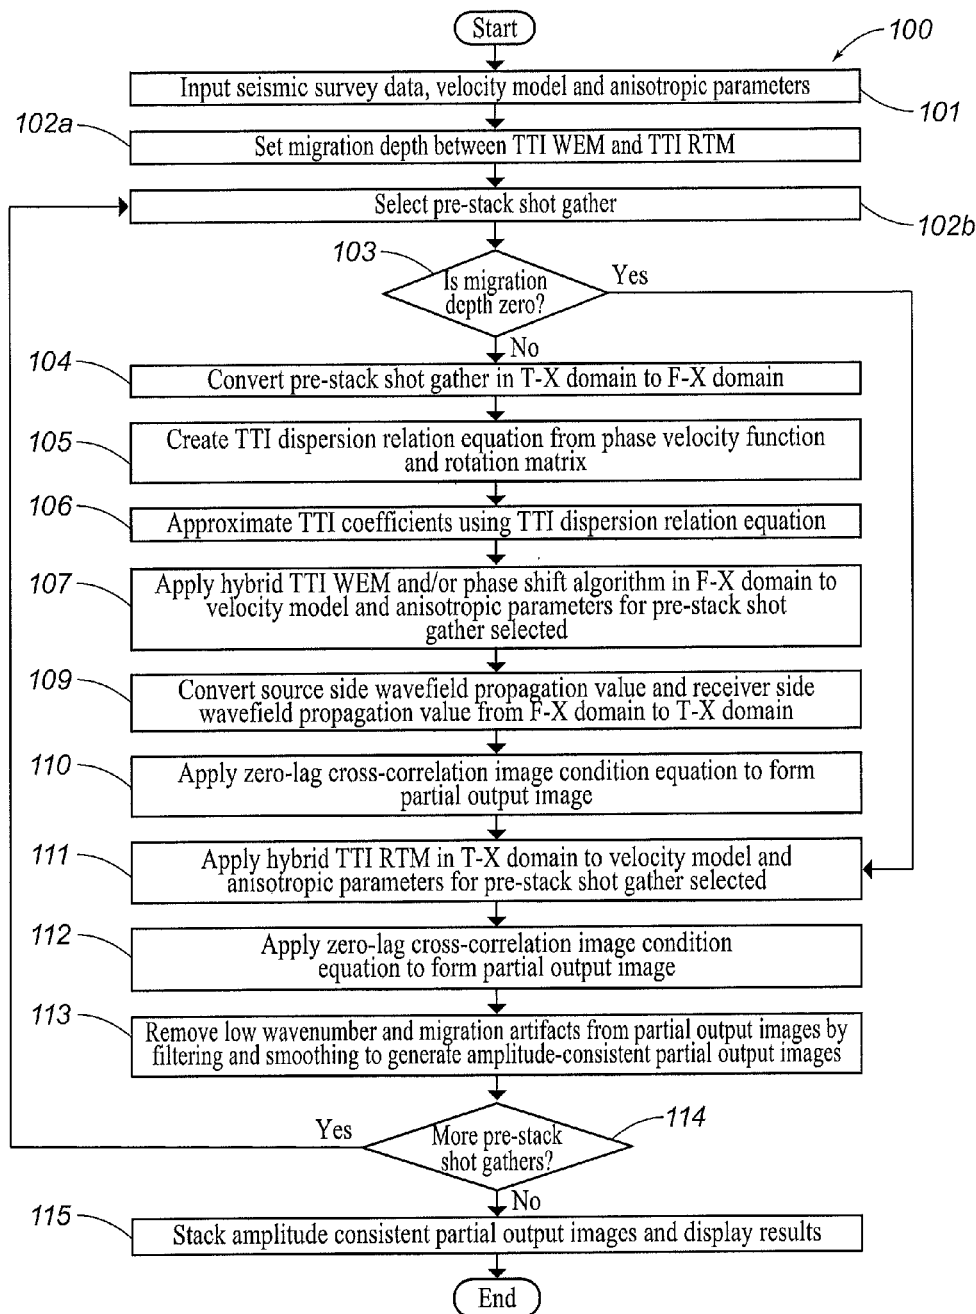 Start
100
Input seismic survey data, velocity model and anisotropic parameters
101
102a
Set migration depth between TTI WEM and TTI RTM
Select pre-stack shot gather
102b
103
Is migration
depth zero?
Yes
No
104
Convert pre-stack shot gather in T-X domain to F-X domain
105
Create TTI dispersion relation equation from phase velocity function
and rotation matrix
106
Approximate TTI coefficients using TTI dispersion relation equation
107
Apply hybrid TTI WEM and/or phase shift algorithm in F-X domain to
velocity model and anisotropic parameters for pre-stack shot
gather selected
109
Convert source side wavefield propagation value and receiver side
wavefield propagation value from F-X domain to T-X domain
110
Apply zero-lag cross-correlation image condition equation to form
partial output image
111
Apply hybrid TTI RTM in T-X domain to velocity model and
anisotropic parameters for pre-stack shot gather selected
112
Apply zero-lag cross-correlation image condition
equation to form partial output image
113
Remove low wavenumber and migration artifacts from partial output images by
filtering and smoothing to generate amplitude-consistent partial output images
Yes
More pre-stack
shot gathers?
114
No
115
Stack amplitude consistent partial output images and display results
End